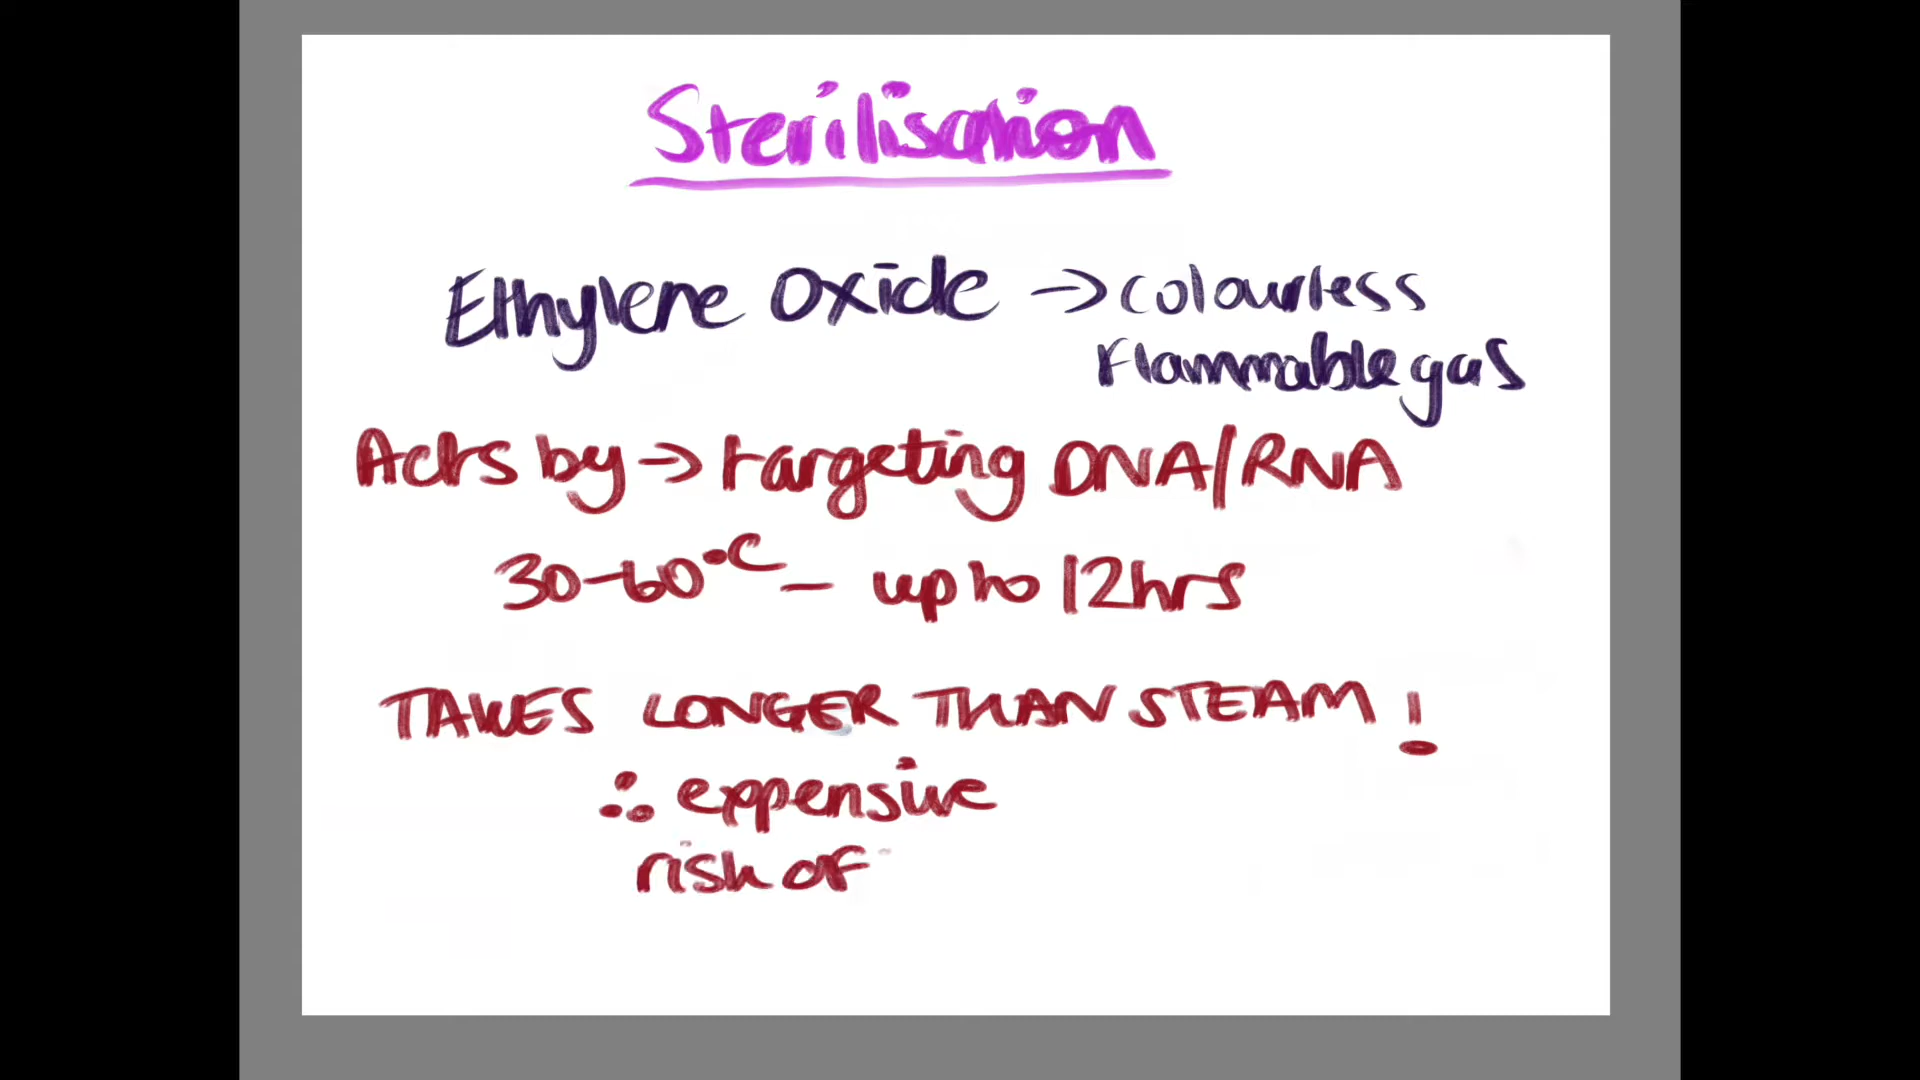 Sterilisation
Ethylene Oxide → colourless
flammable gas
Acts by → targeting DNA/RNA
30-60°C - up to 12hrs
TAKES LONGER THAN STEAM!
∴ expensive
risk of